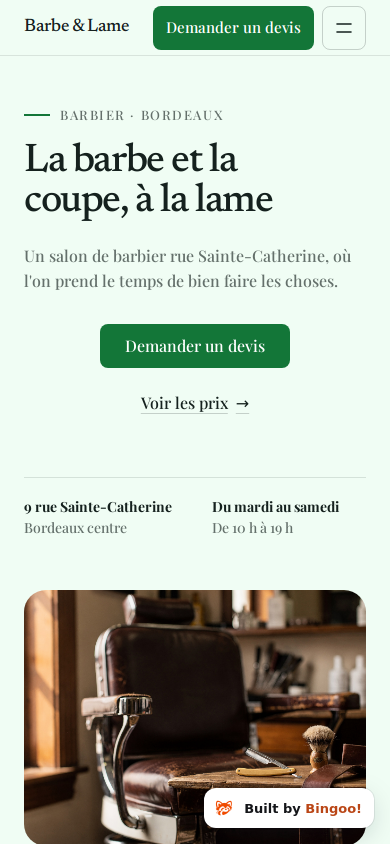 Barbe & Lame
Demander un devis
BARBIER · BORDEAUX
La barbe et la
coupe, à la lame
Un salon de barbier rue Sainte-Catherine, où
l'on prend le temps de bien faire les choses.
Demander un devis
Voir les prix →
9 rue Sainte-Catherine
Bordeaux centre
Du mardi au samedi
De 10 h à 19 h
Built by Bingoo!